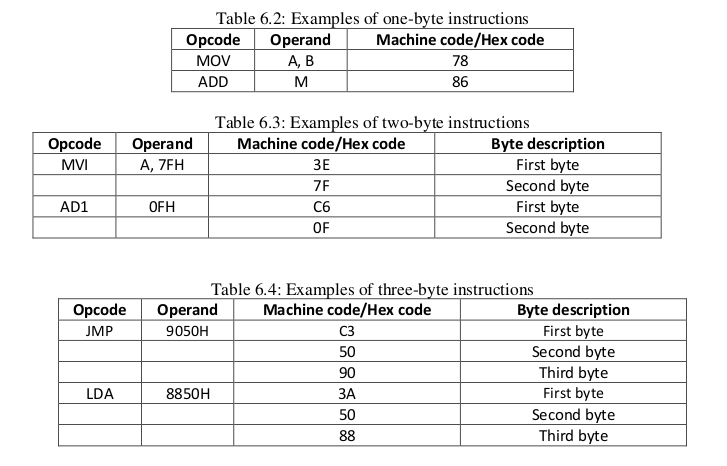 Table 6.2: Examples of one-byte instructions
Opcode Operand Machine code/Hex code
MOV A, B 78
ADD M 86
Table 6.3: Examples of two-byte instructions
Opcode Operand Machine code/Hex code Byte description
MVI A, 7FH 3E First byte
7F Second byte
AD1 0FH C6 First byte
0F Second byte
Table 6.4: Examples of three-byte instructions
Opcode Operand Machine code/Hex code Byte description
JMP 9050H C3 First byte
50 Second byte
90 Third byte
LDA 8850H 3A First byte
50 Second byte
88 Third byte